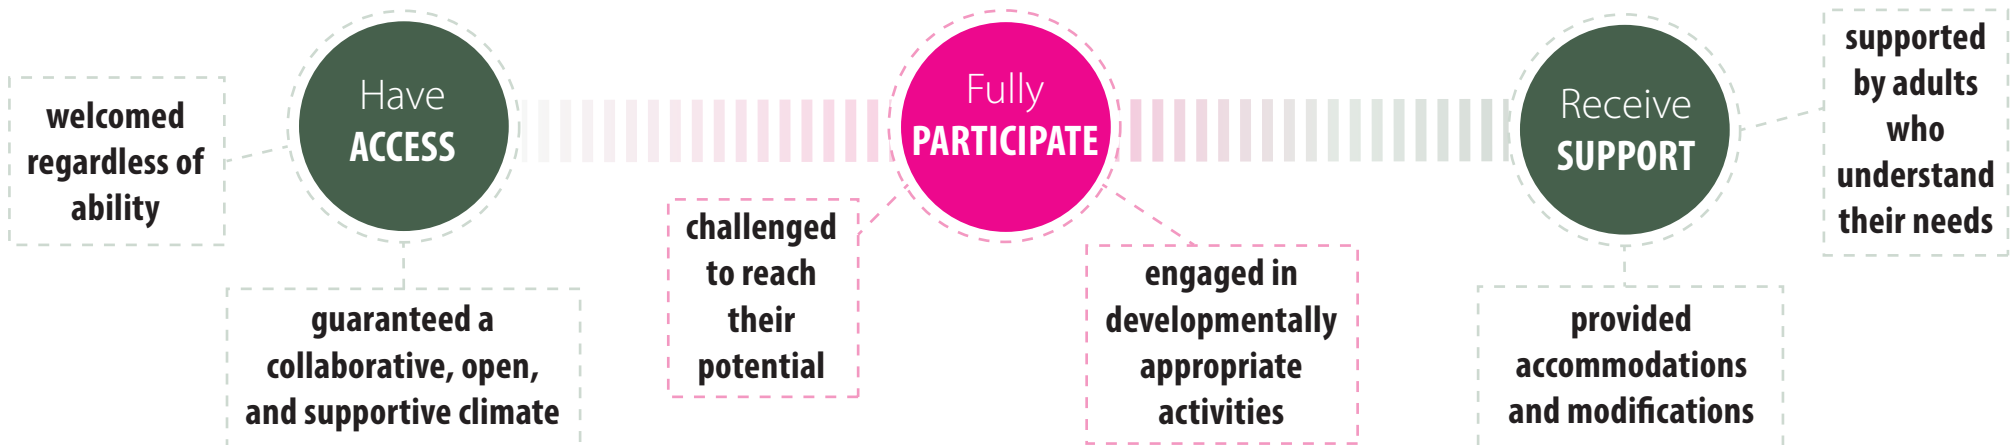 welcomed
regardless of
ability
Have
ACCESS
guaranteed a
collaborative, open,
and supportive climate
Fully
PARTICIPATE
challenged
to reach
their
potential
engaged in
developmentally
appropriate
activities
Receive
SUPPORT
supported
by adults
who
understand
their needs
provided
accommodations
and modifications